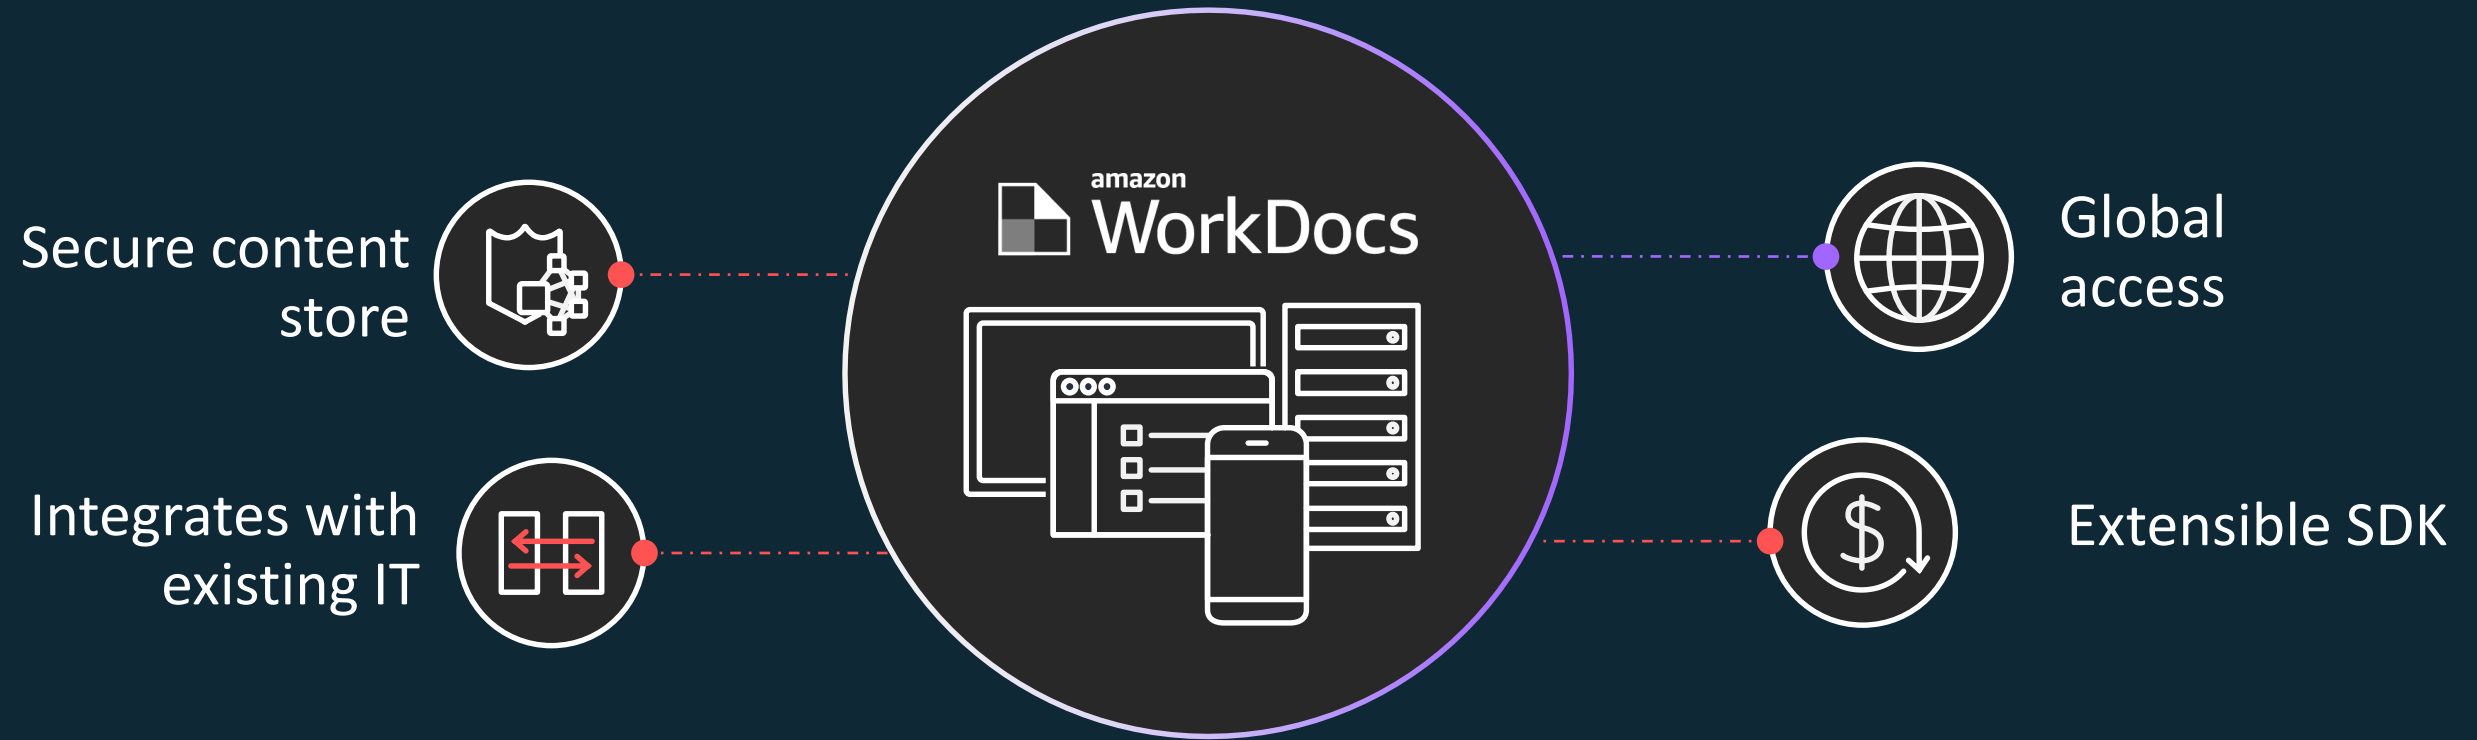 amazon
WorkDocs
Secure content
store
Integrates with
existing IT
Global
access
Extensible SDK